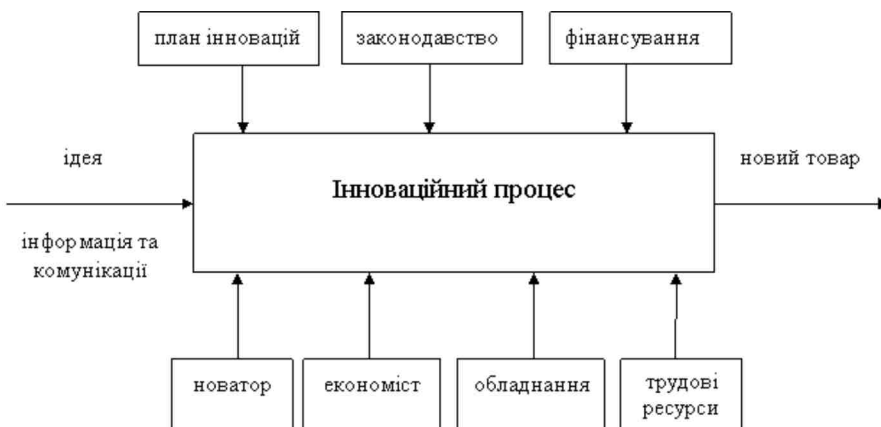 план інновацій
законодавство
фінансування
ідея
новий товар
Інноваційний процес
інформація та
комунікації
новатор
економіст
обладнання
трудові
ресурси